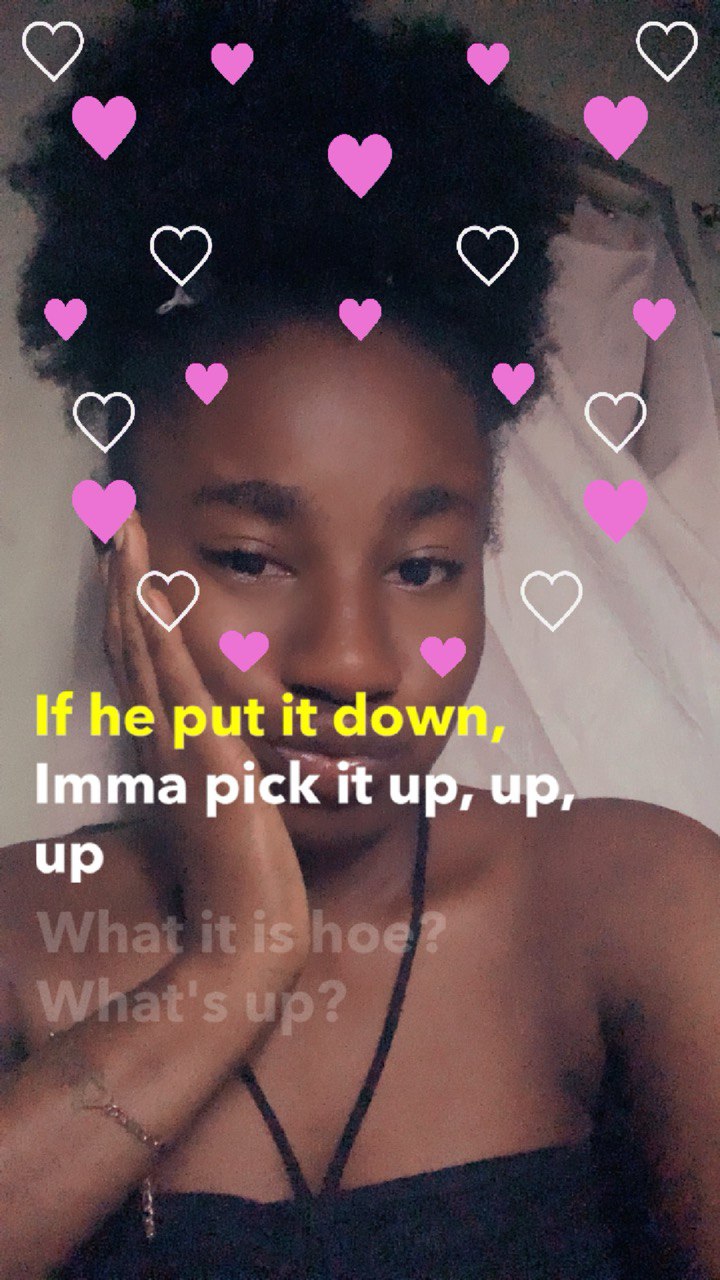 If he put it down,
Imma pick it up, up,
up
What it is hoe?
What's up?